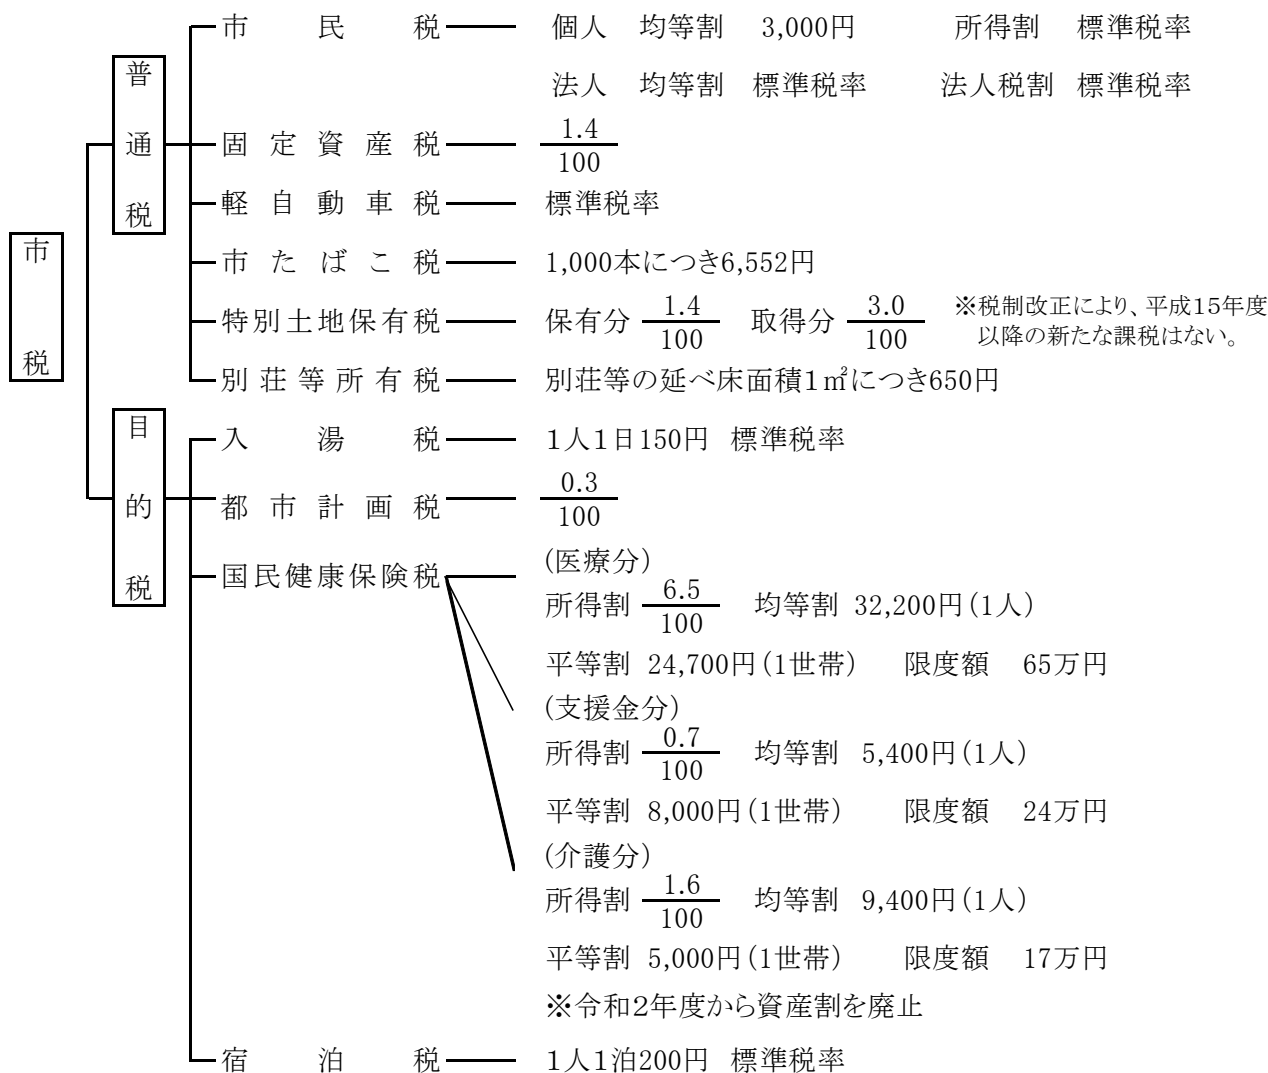 市税
普通税
市民税 個人 均等割 3,000円 所得割 標準税率
法人 均等割 標準税率 法人税割 標準税率
固定資産税 1.4/100
軽自動車税 標準税率
市たばこ税 1,000本につき6,552円
特別土地保有税 保有分 1.4/100 取得分 3.0/100 ※税制改正により、平成15年度
以降の新たな課税はない。
別荘等所有税 別荘等の延べ床面積1㎡につき650円
目的税
入湯税 1人1日150円 標準税率
都市計画税 0.3/100
国民健康保険税 (医療分)
所得割 6.5/100 均等割 32,200円(1人)
平等割 24,700円(1世帯) 限度額 65万円
(支援金分)
所得割 0.7/100 均等割 5,400円(1人)
平等割 8,000円(1世帯) 限度額 24万円
(介護分)
所得割 1.6/100 均等割 9,400円(1人)
平等割 5,000円(1世帯) 限度額 17万円
※令和2年度から資産割を廃止
宿泊税 1人1泊200円 標準税率